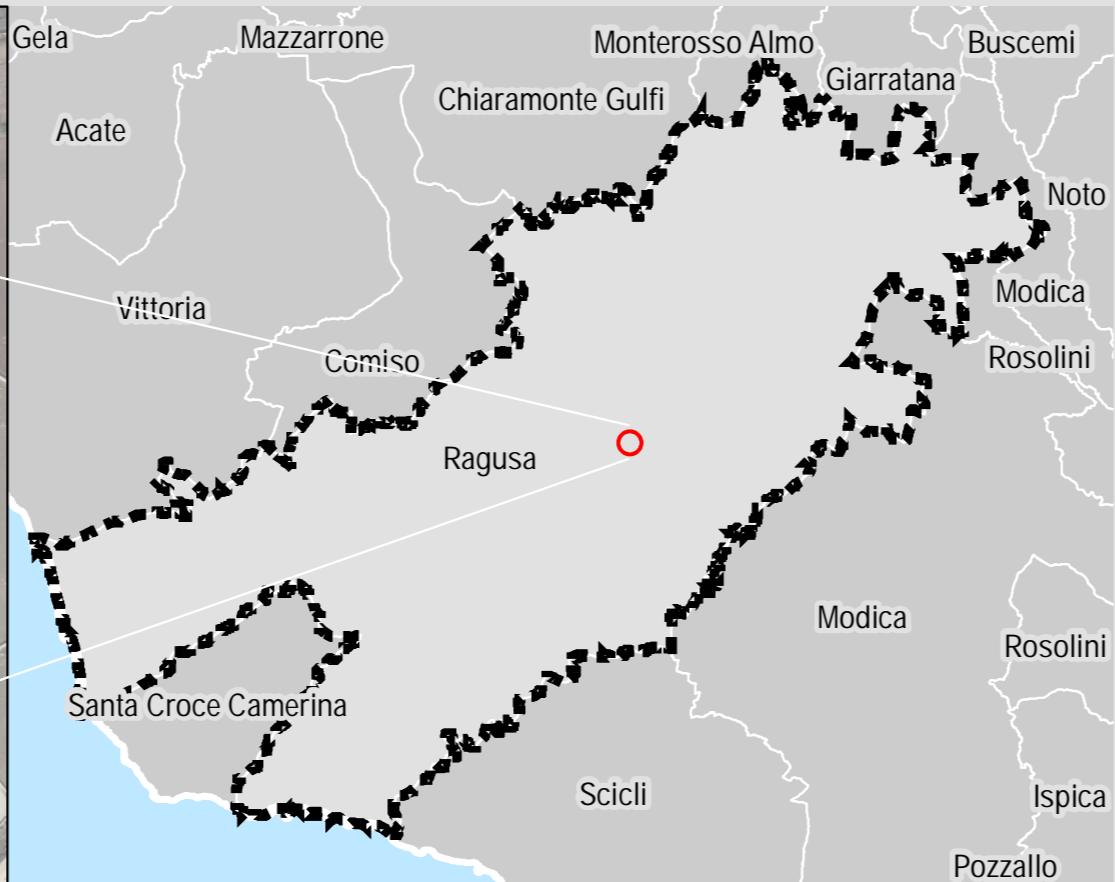 Gela
Mazzarrone
Monterosso Almo
Buscemi
Giarratana
Chiaramonte Gulfi
Acate
Noto
Modica
Vittoria
Rosolini
Comiso
Ragusa
Modica
Rosolini
Santa Croce Camerina
Scicli
Ispica
Pozzallo